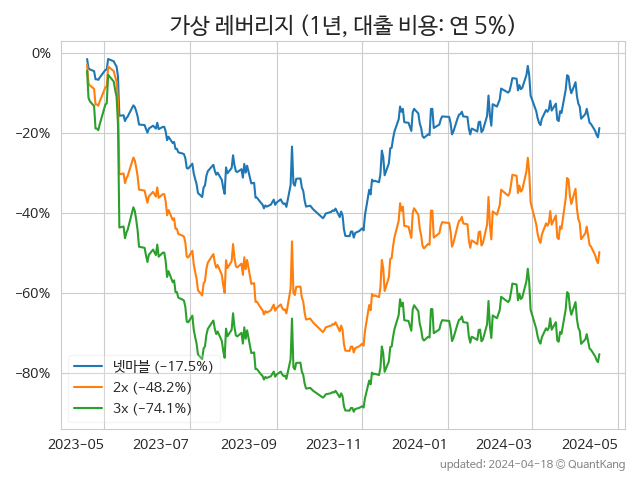 가상 레버리지 (1년, 대출 비용: 연 5%)
0%
−20%
−40%
−60%
−80%
넷마블 (−17.5%)
2x (−48.2%)
3x (−74.1%)
2023-05 2023-07 2023-09 2023-11 2024-01 2024-03 2024-05
updated: 2024-04-18 © QuantKang